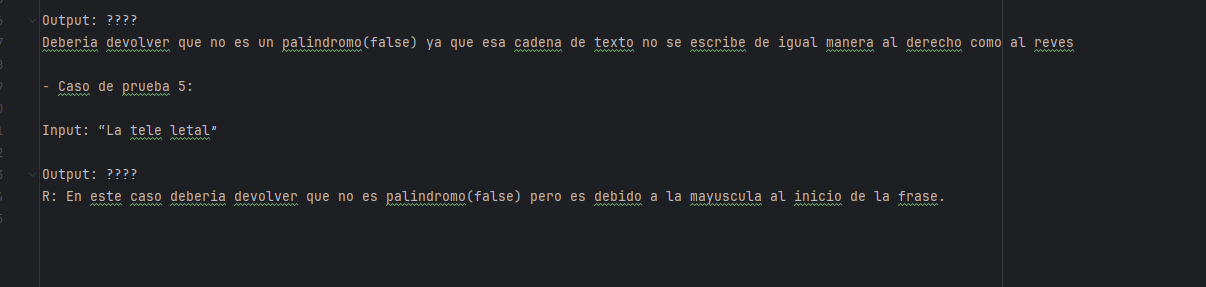 Output: ????
Deberia devolver que no es un palindromo(false) ya que esa cadena de texto no se escribe de igual manera al derecho como al reves
- Caso de prueba 5:
Input: “La tele letal”
Output: ????
R: En este caso deberia devolver que no es palindromo(false) pero es debido a la mayuscula al inicio de la frase.